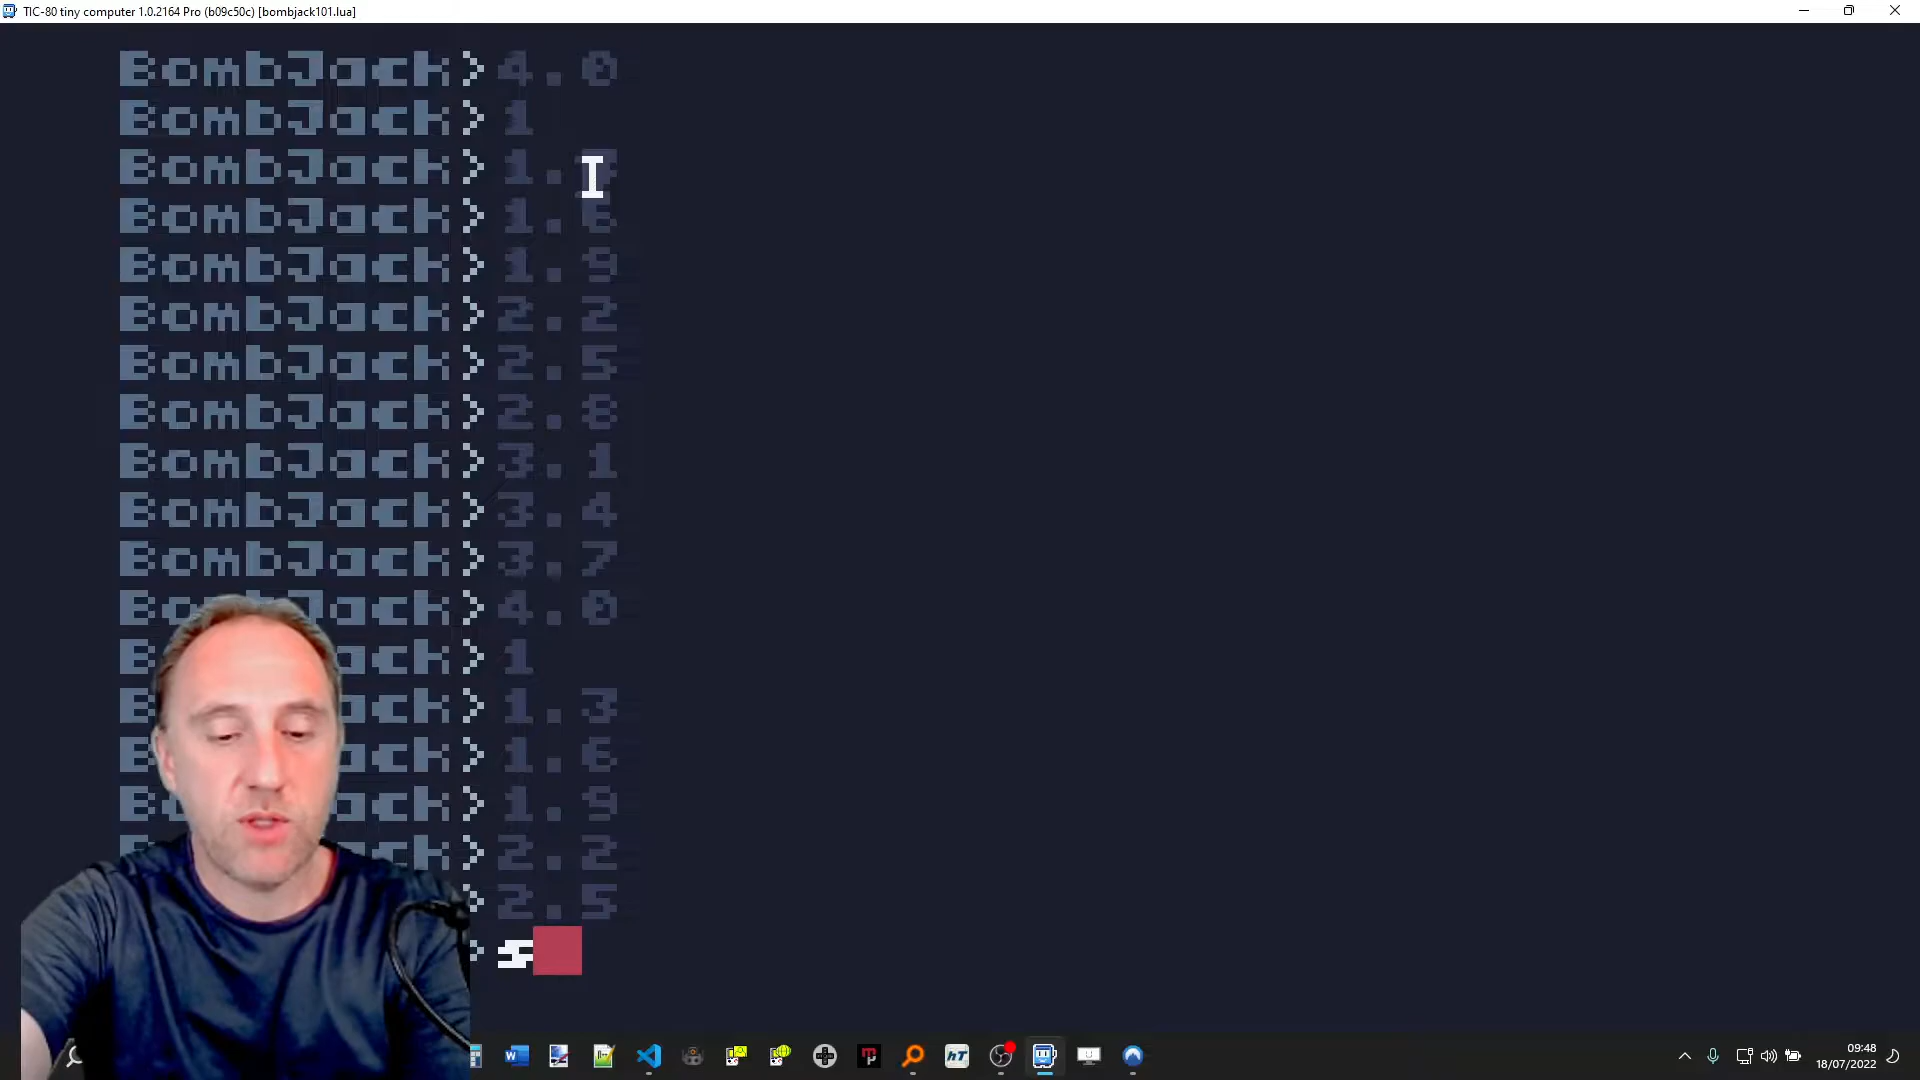 TIC-80 tiny computer 1.0.2164 Pro (b09c50c) [bombjack101.lua]
BombJack>4.0
BombJack>1
BombJack>1.
BombJack>1.6
BombJack>1.9
BombJack>2.2
BombJack>2.5
BombJack>2.8
BombJack>3.1
BombJack>3.4
BombJack>3.7
BombJack>4.0
B ack>1
B ack>1.3
B ack>1.6
B ack>1.9
ck>2.2
>2.5
>s
hT
09:48
18/07/2022